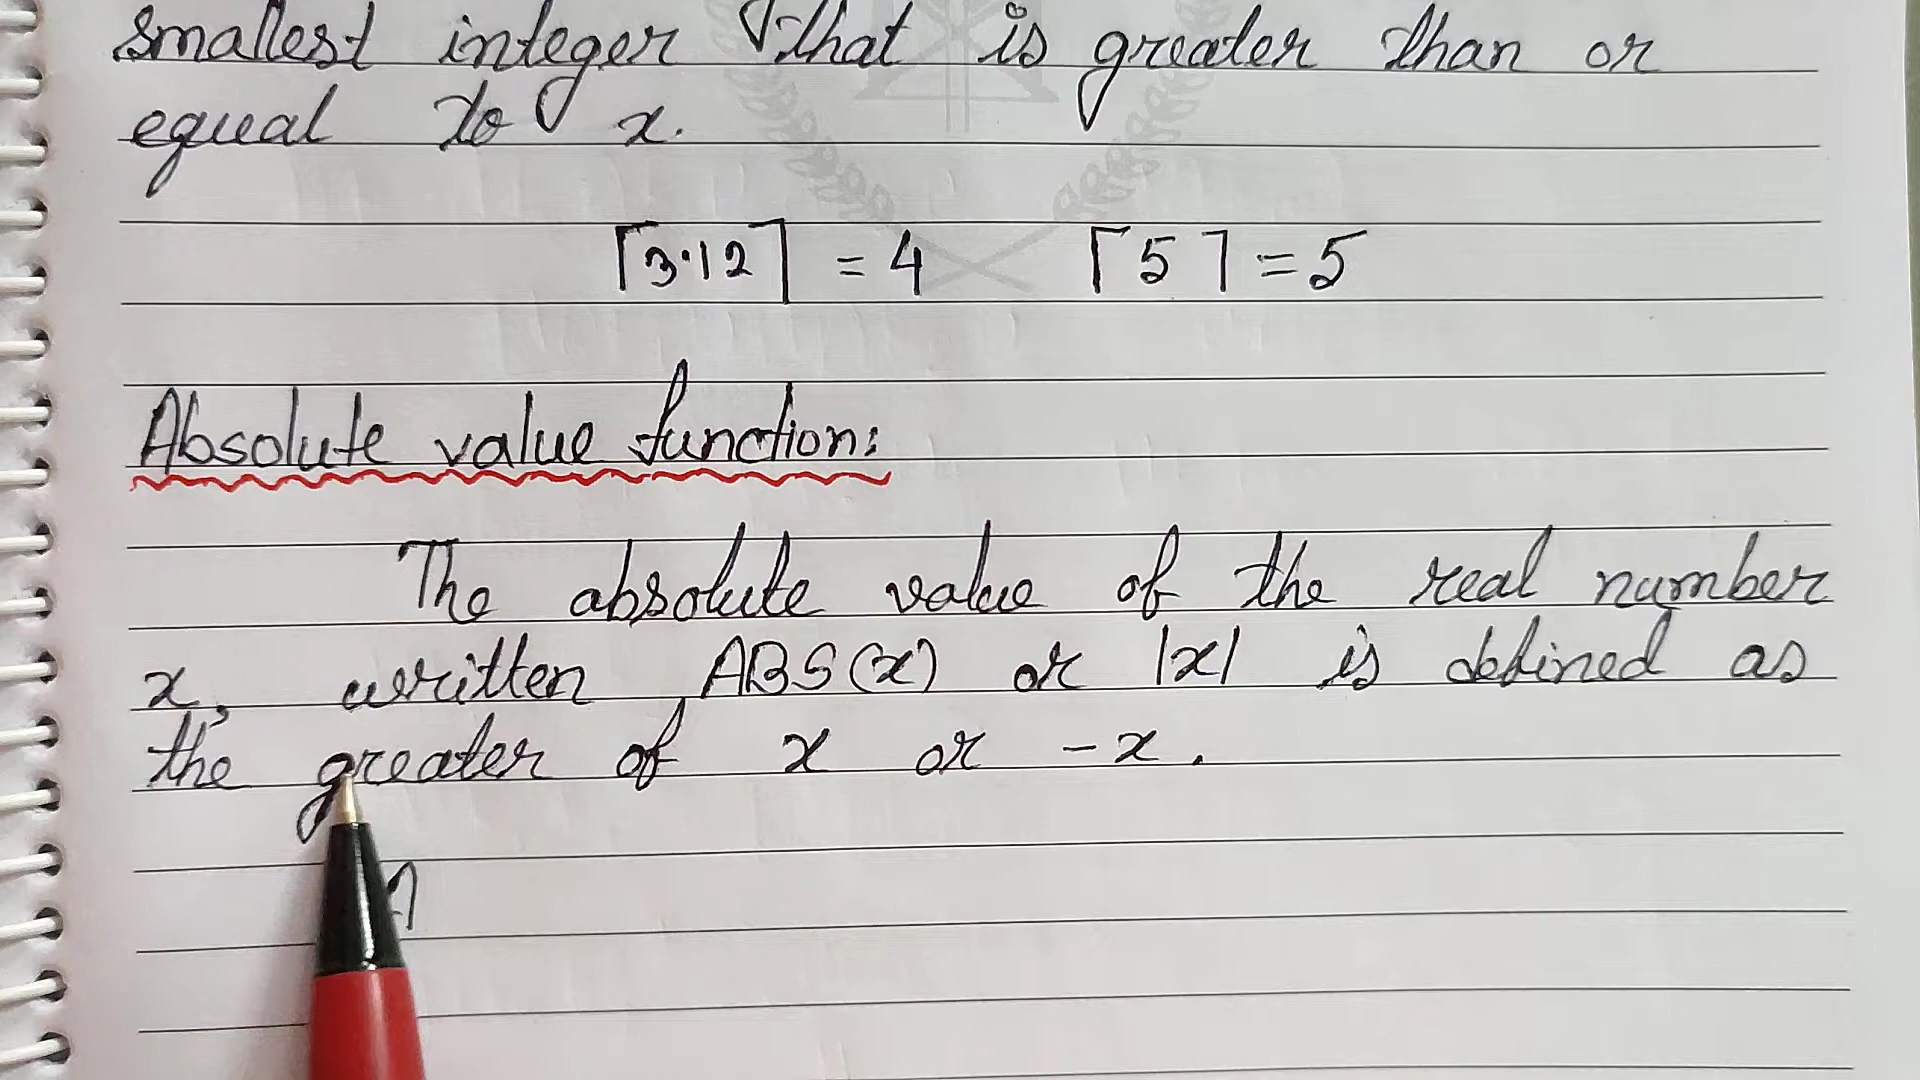 smallest integer that is greater than or
equal to x.
⌈3.12⌉ = 4 ⌈5⌉ = 5
Absolute value function:
The absolute value of the real number
x, written ABS(x) or |x| is defined as
the greater of x or -x.